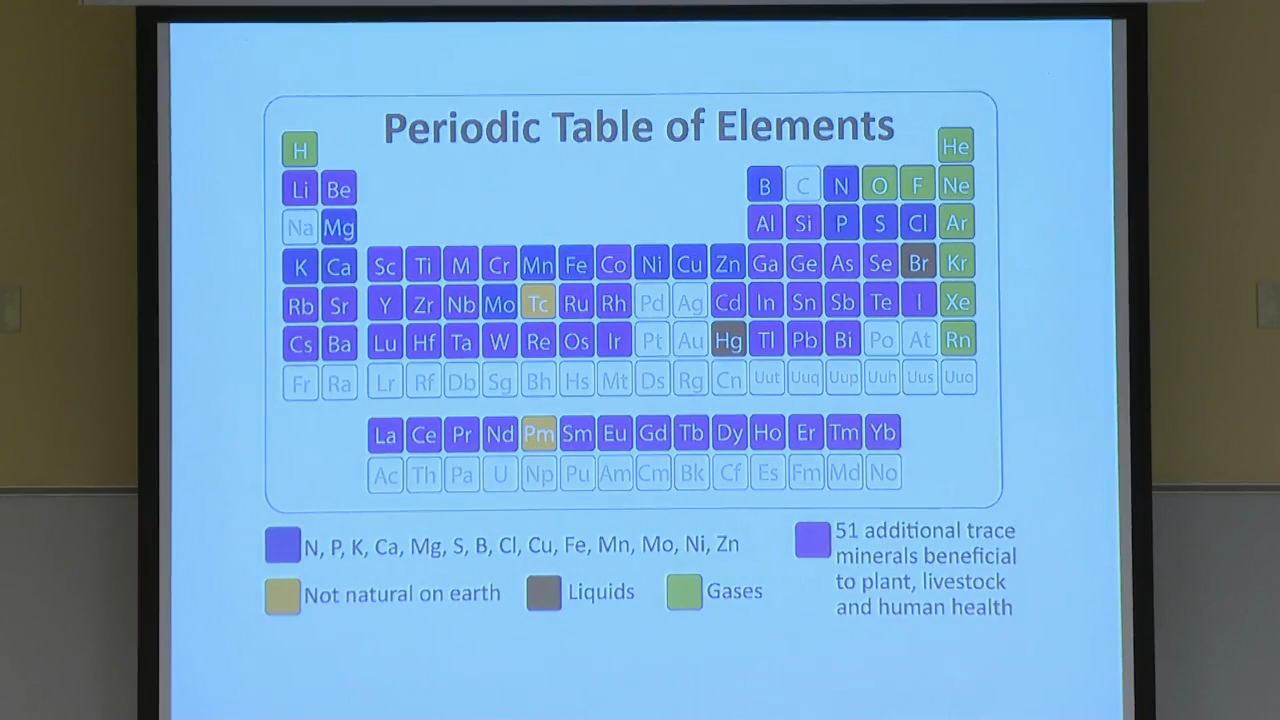 Periodic Table of Elements
H He
Li Be B C N O F Ne
Na Mg Al Si P S Cl Ar
K Ca Sc Ti M Cr Mn Fe Co Ni Cu Zn Ga Ge As Se Br Kr
Rb Sr Y Zr Nb Mo Tc Ru Rh Pd Ag Cd In Sn Sb Te I Xe
Cs Ba Lu Hf Ta W Re Os Ir Pt Au Hg Tl Pb Bi Po At Rn
Fr Ra Lr Rf Db Sg Bh Hs Mt Ds Rg Cn Uut Uuq Uup Uuh Uus Uuo
La Ce Pr Nd Pm Sm Eu Gd Tb Dy Ho Er Tm Yb
Ac Th Pa U Np Pu Am Cm Bk Cf Es Fm Md No
N, P, K, Ca, Mg, S, B, Cl, Cu, Fe, Mn, Mo, Ni, Zn
Not natural on earth
Liquids
Gases
51 additional trace
minerals beneficial
to plant, livestock
and human health